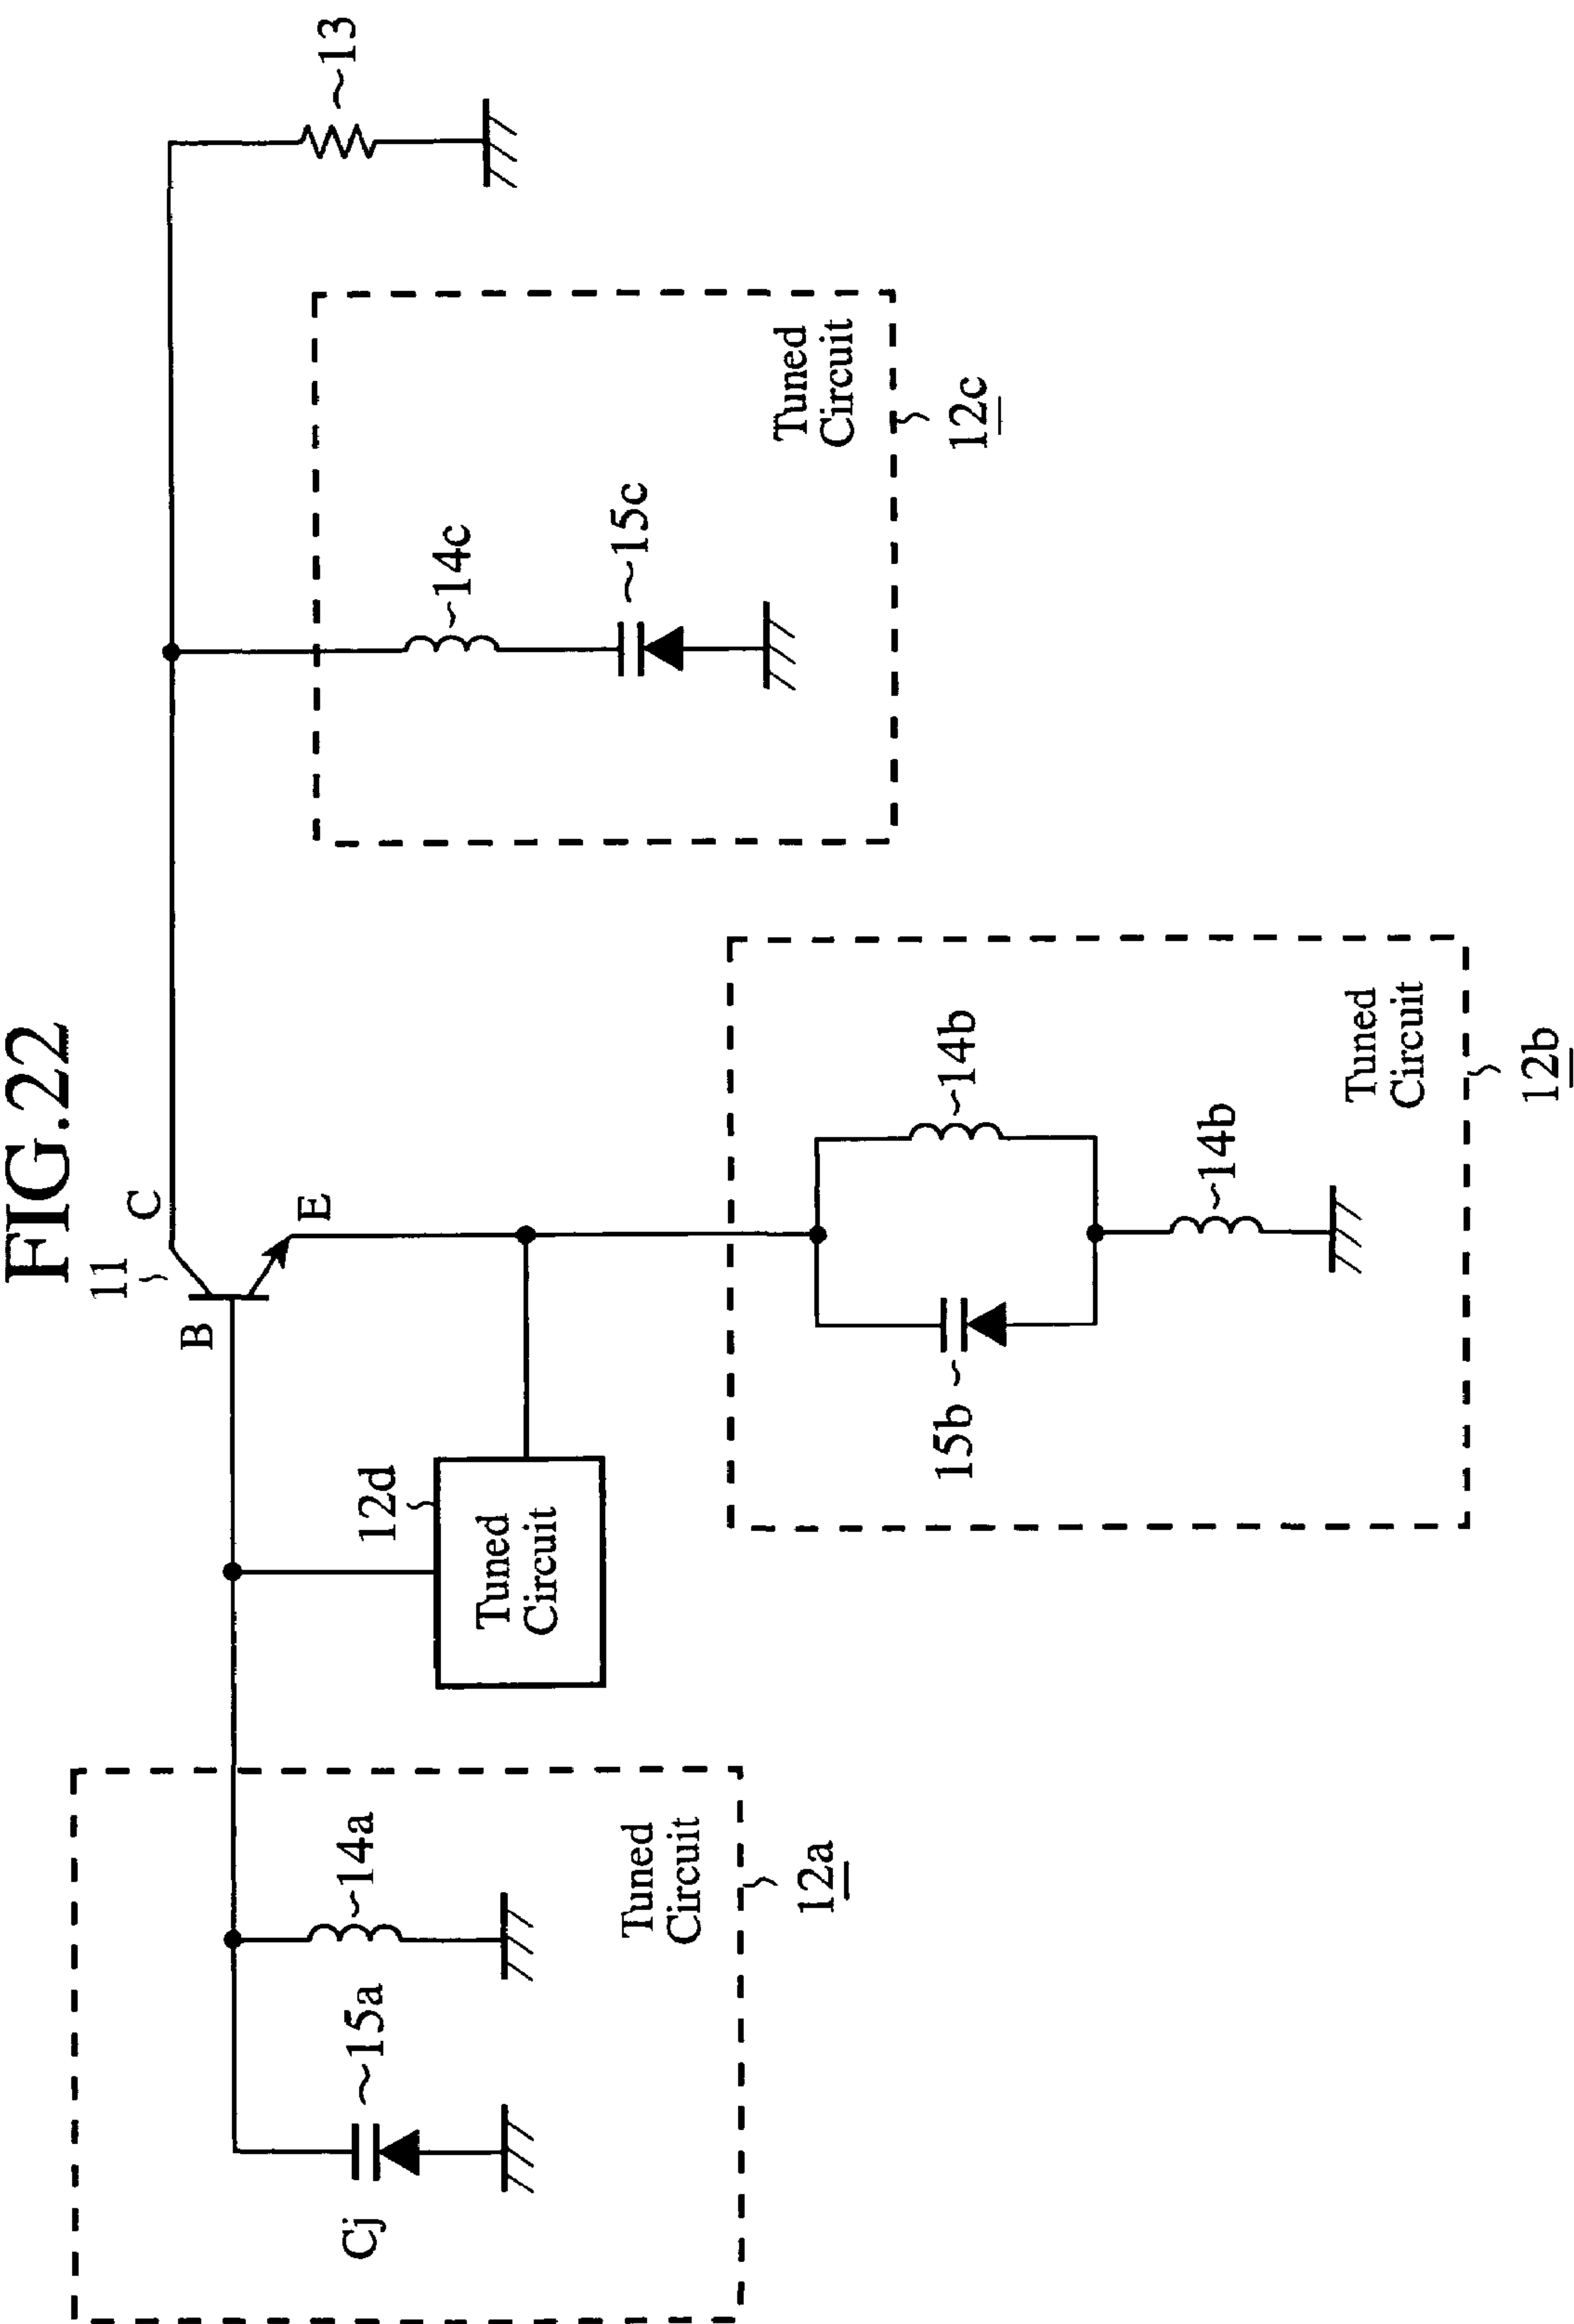 FIG.22
11
C
B
E
~13
~14c
~15c
Tuned
Circuit
12c
12d
Tuned
Circuit
15b ~
~14b
~14b
Tuned
Circuit
12b
Cj
~15a
~14a
Tuned
Circuit
12a